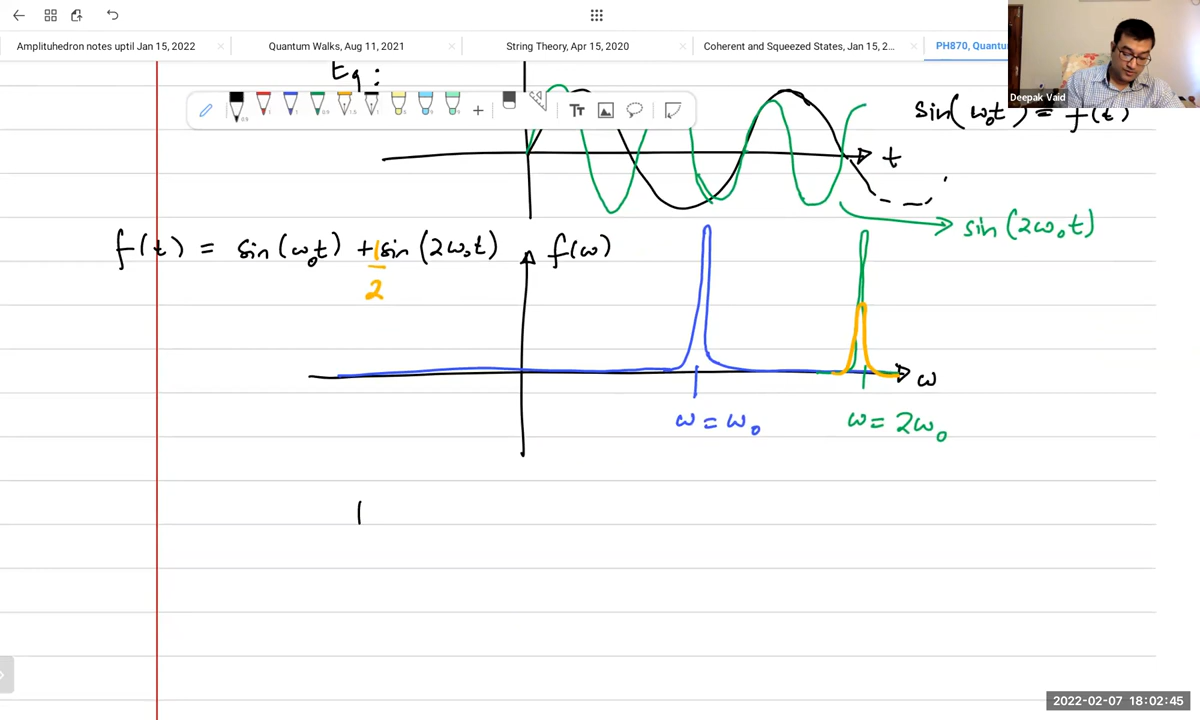 Amplituhedron notes uptil Jan 15, 2022
Quantum Walks, Aug 11, 2021
String Theory, Apr 15, 2020
Coherent and Squeezed States, Jan 15, 2...
PH870, Quantu
Deepak Vaid
Eg:
Tт
sin(ω₀t) = f(t)
t
sin(2ω₀t)
f(t) = sin(ω₀t) + 1/2 sin(2ω₀t)
f(ω)
ω
ω = ω₀
ω = 2ω₀
2022-02-07 18:02:45